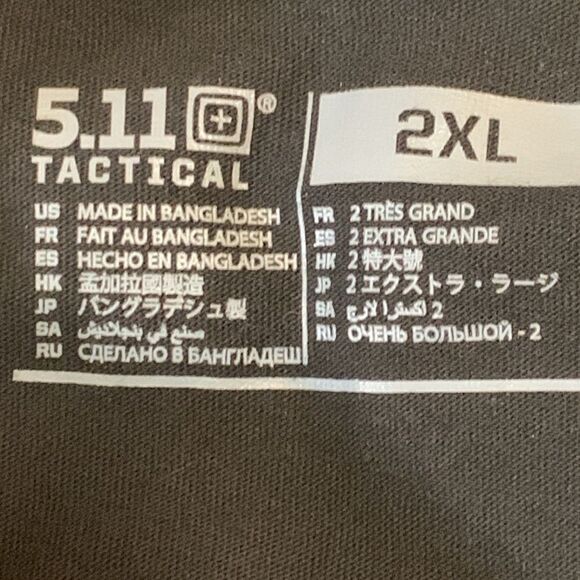 5.11®
TACTICAL
US MADE IN BANGLADESH
FR FAIT AU BANGLADESH
ES HECHO EN BANGLADESH
HK 孟加拉國製造
JP バングラデシュ製
SA صنع في بنجلاديش
RU СДЕЛАНО В БАНГЛАДЕШ
2XL
FR 2 TRÈS GRAND
ES 2 EXTRA GRANDE
HK 2 特大號
JP 2 エクストラ・ラージ
SA 2 اكسترا لارج
RU ОЧЕНЬ БОЛЬШОЙ - 2